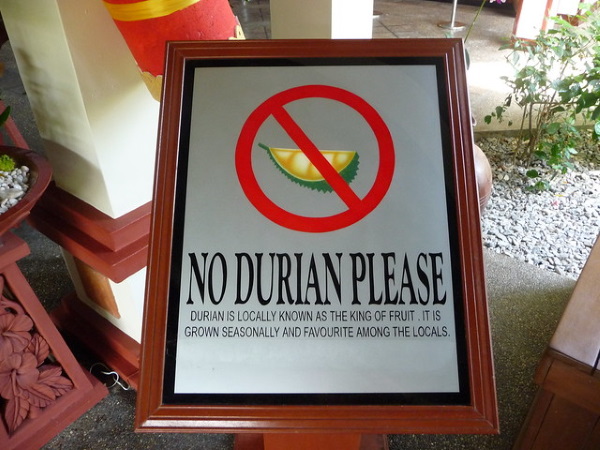 NO DURIAN PLEASE
DURIAN IS LOCALLY KNOWN AS THE KING OF FRUIT . IT IS
GROWN SEASONALLY AND FAVOURITE AMONG THE LOCALS.